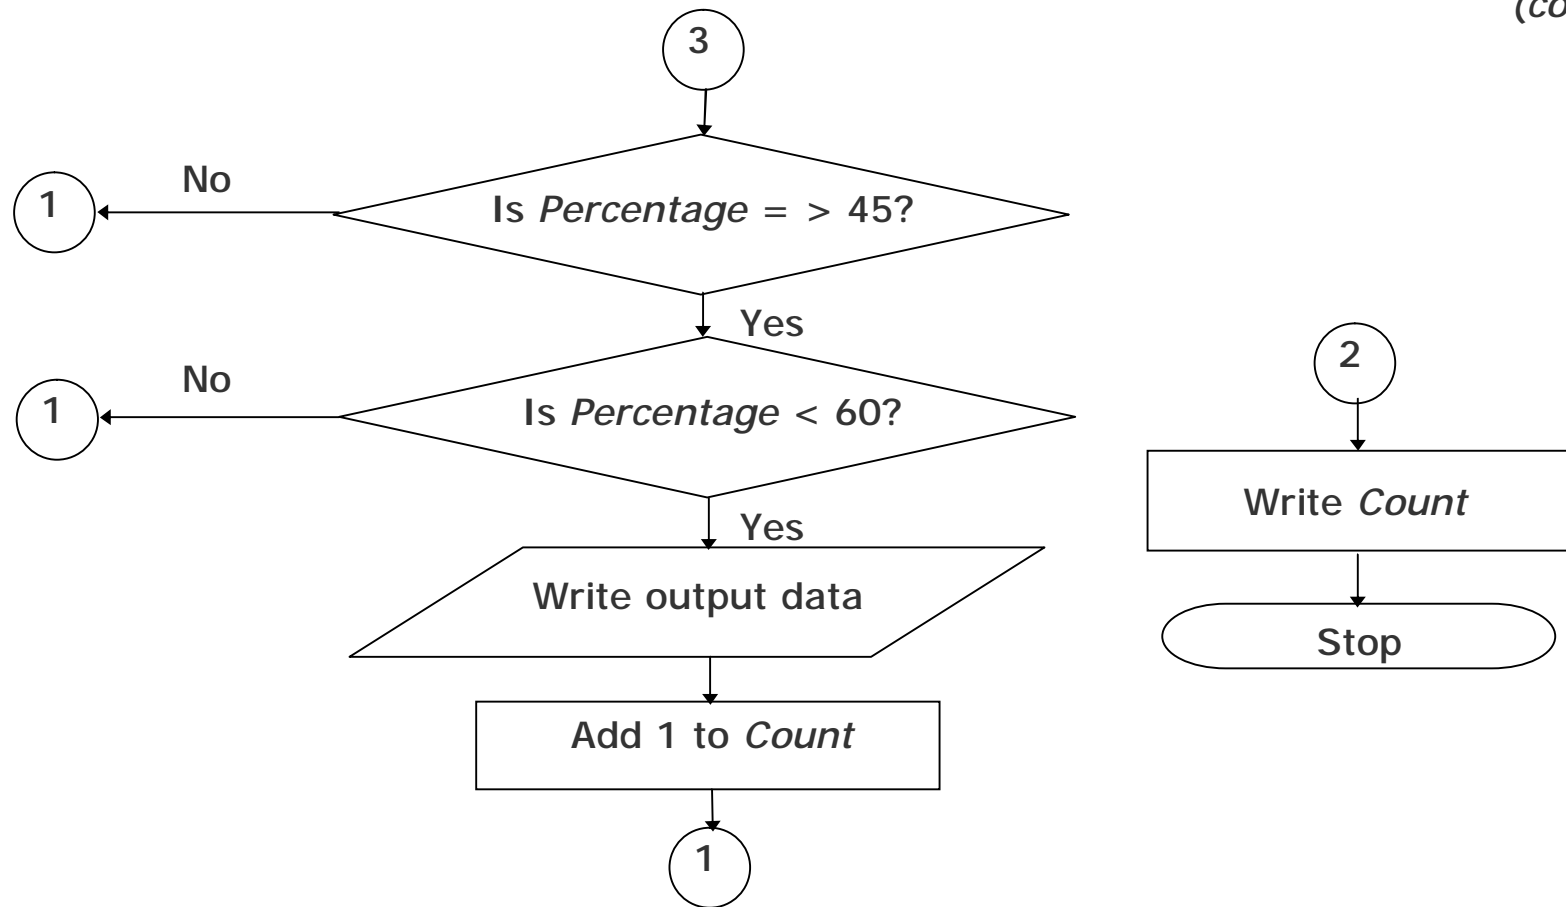 (co
3
No
1
Is Percentage = > 45?
Yes
No
1
Is Percentage < 60?
Yes
Write output data
Add 1 to Count
1
2
Write Count
Stop